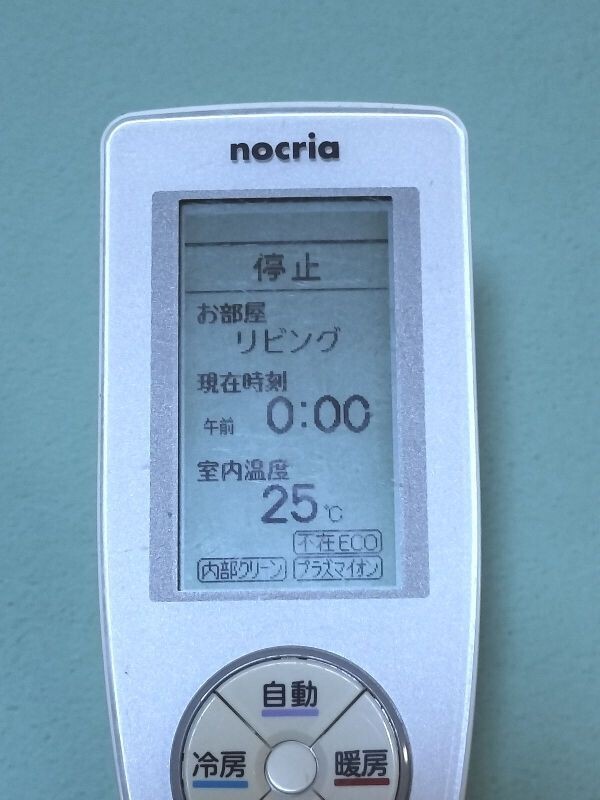 nocria
停止
お部屋
リビング
現在時刻
午前 0:00
室内温度
25℃
不在ECO
内部クリーン プラズマイオン
自動
冷房 暖房